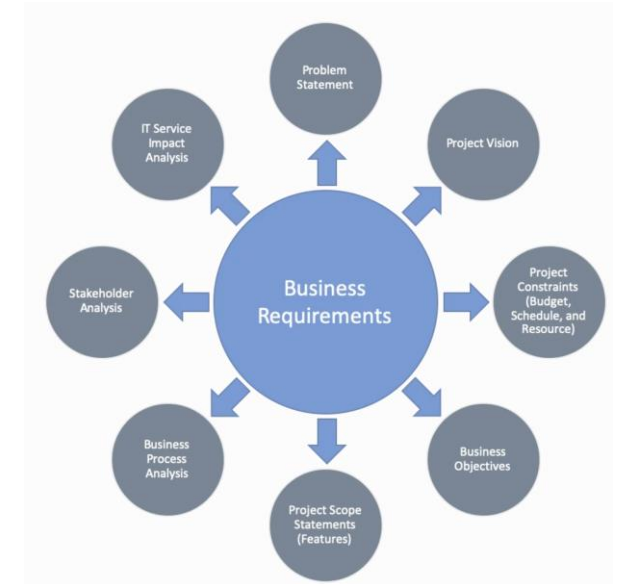 Problem
Statement
Project Vision
Project
Constraints
(Budget,
Schedule, and
Resource)
Business
Objectives
Project Scope
Statements
(Features)
Business
Process
Analysis
Stakeholder
Analysis
IT Service
Impact
Analysis
Business
Requirements